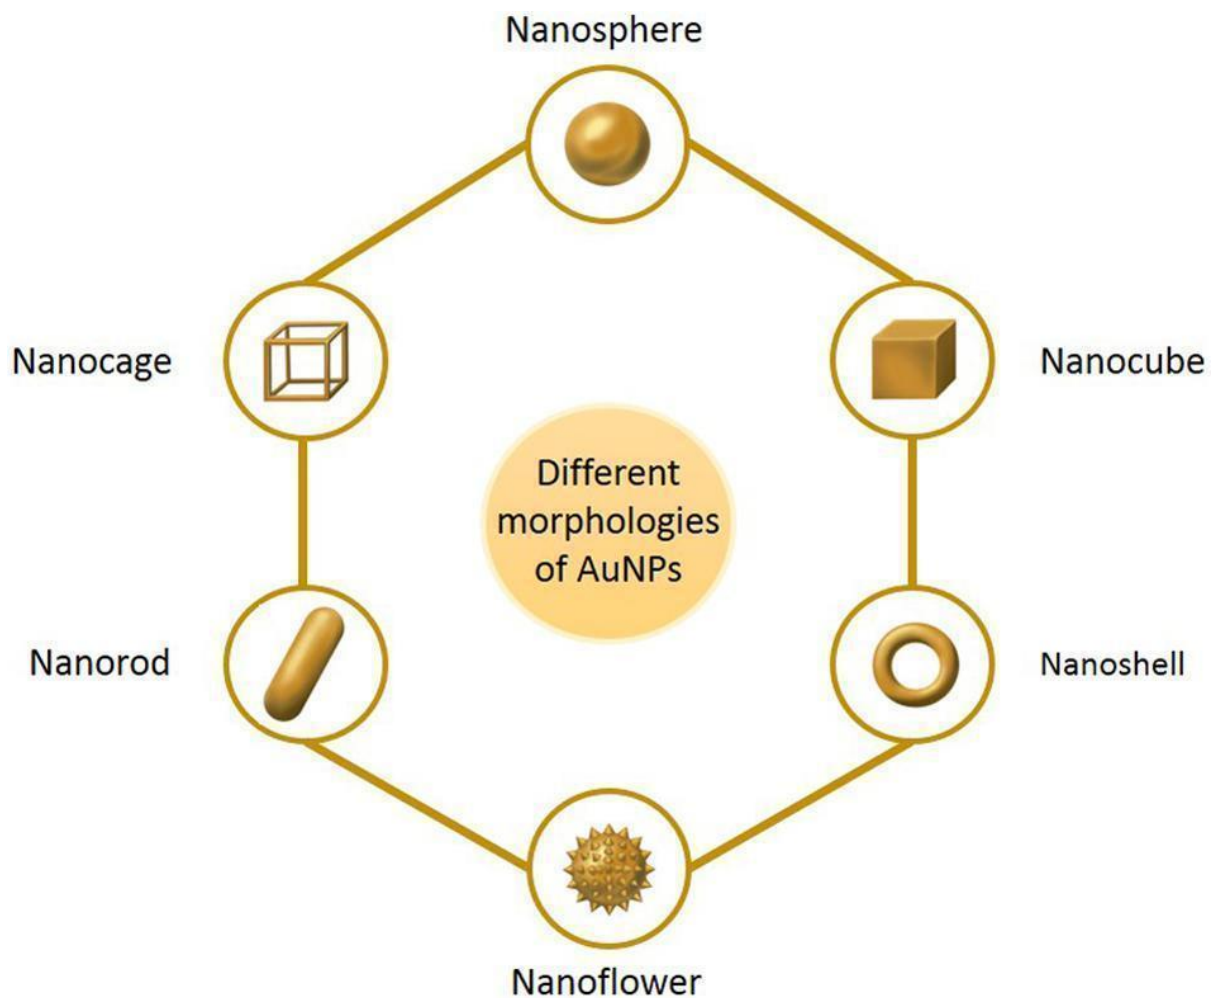 Nanosphere
Nanocage
Nanocube
Different
morphologies
of AuNPs
Nanorod
Nanoshell
Nanoflower